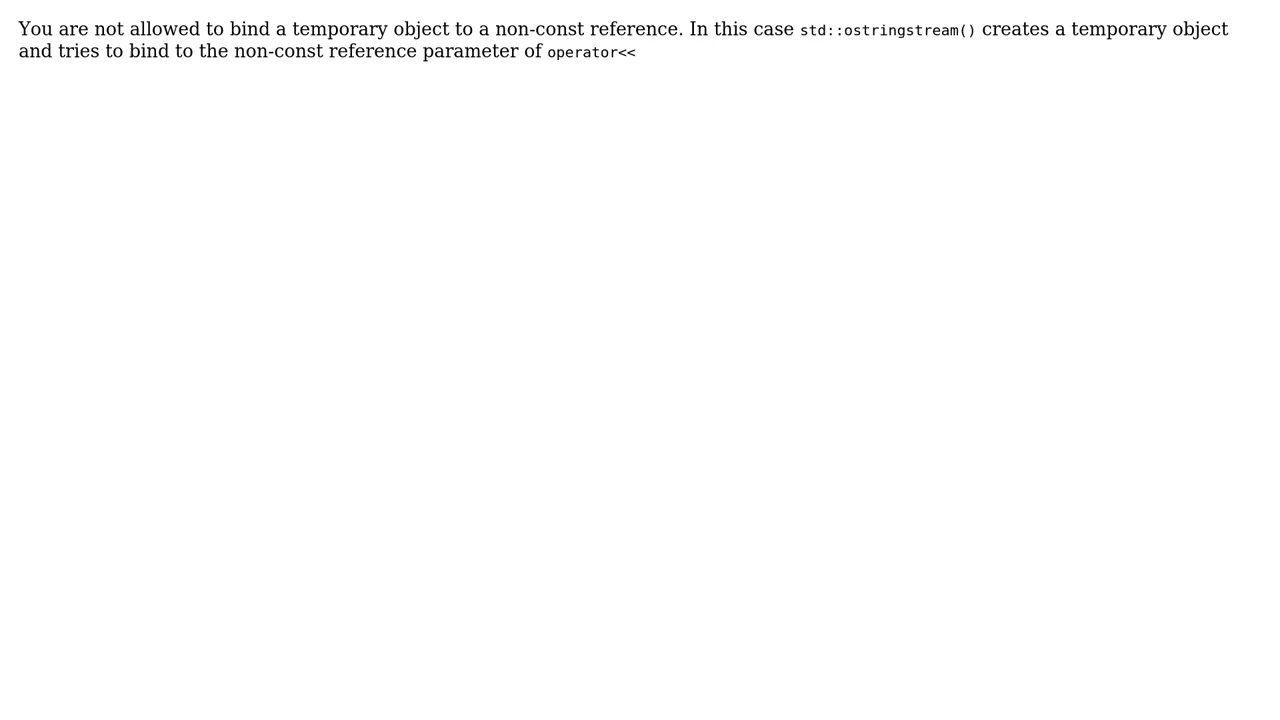 You are not allowed to bind a temporary object to a non-const reference. In this case std::ostringstream() creates a temporary object
and tries to bind to the non-const reference parameter of operator<<